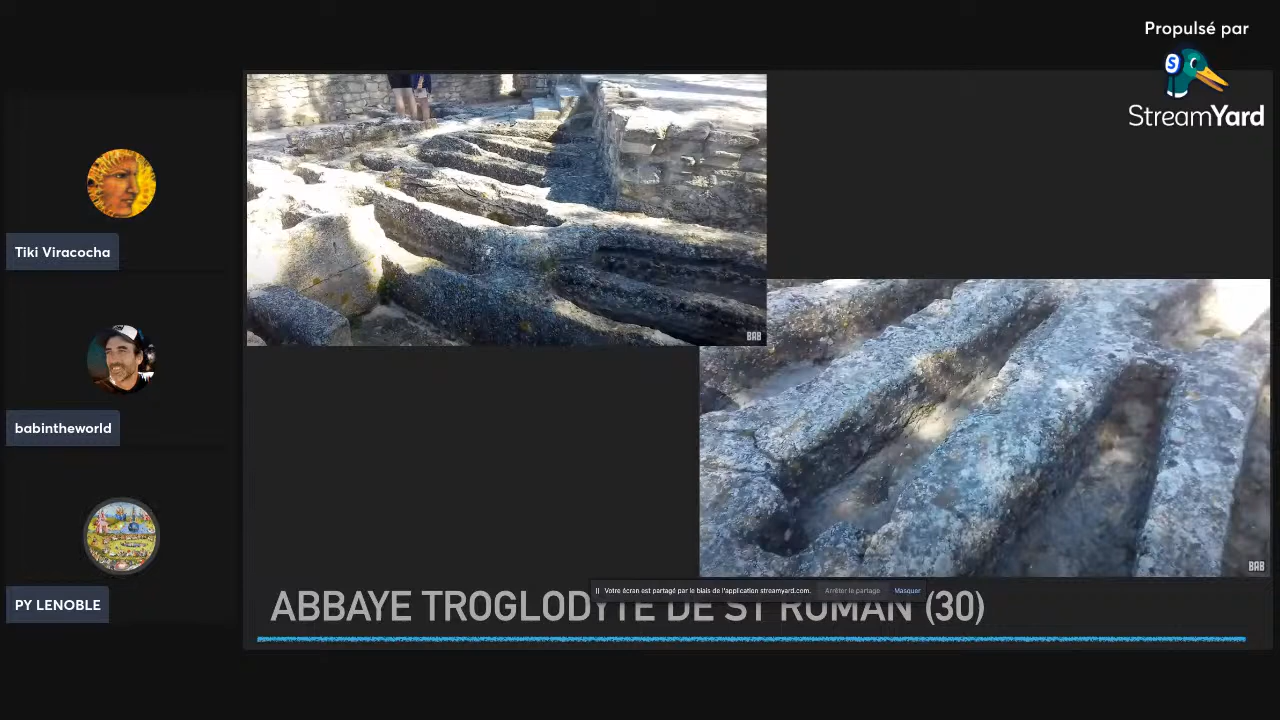 Propulsé par
StreamYard
Tiki Viracocha
babintheworld
PY LENOBLE
BAB
BAB
Votre écran est partagé par le biais de l'application streamyard.com. Arrêter le partage Masquer
ABBAYE TROGLODYTE DE ST ROMAN (30)